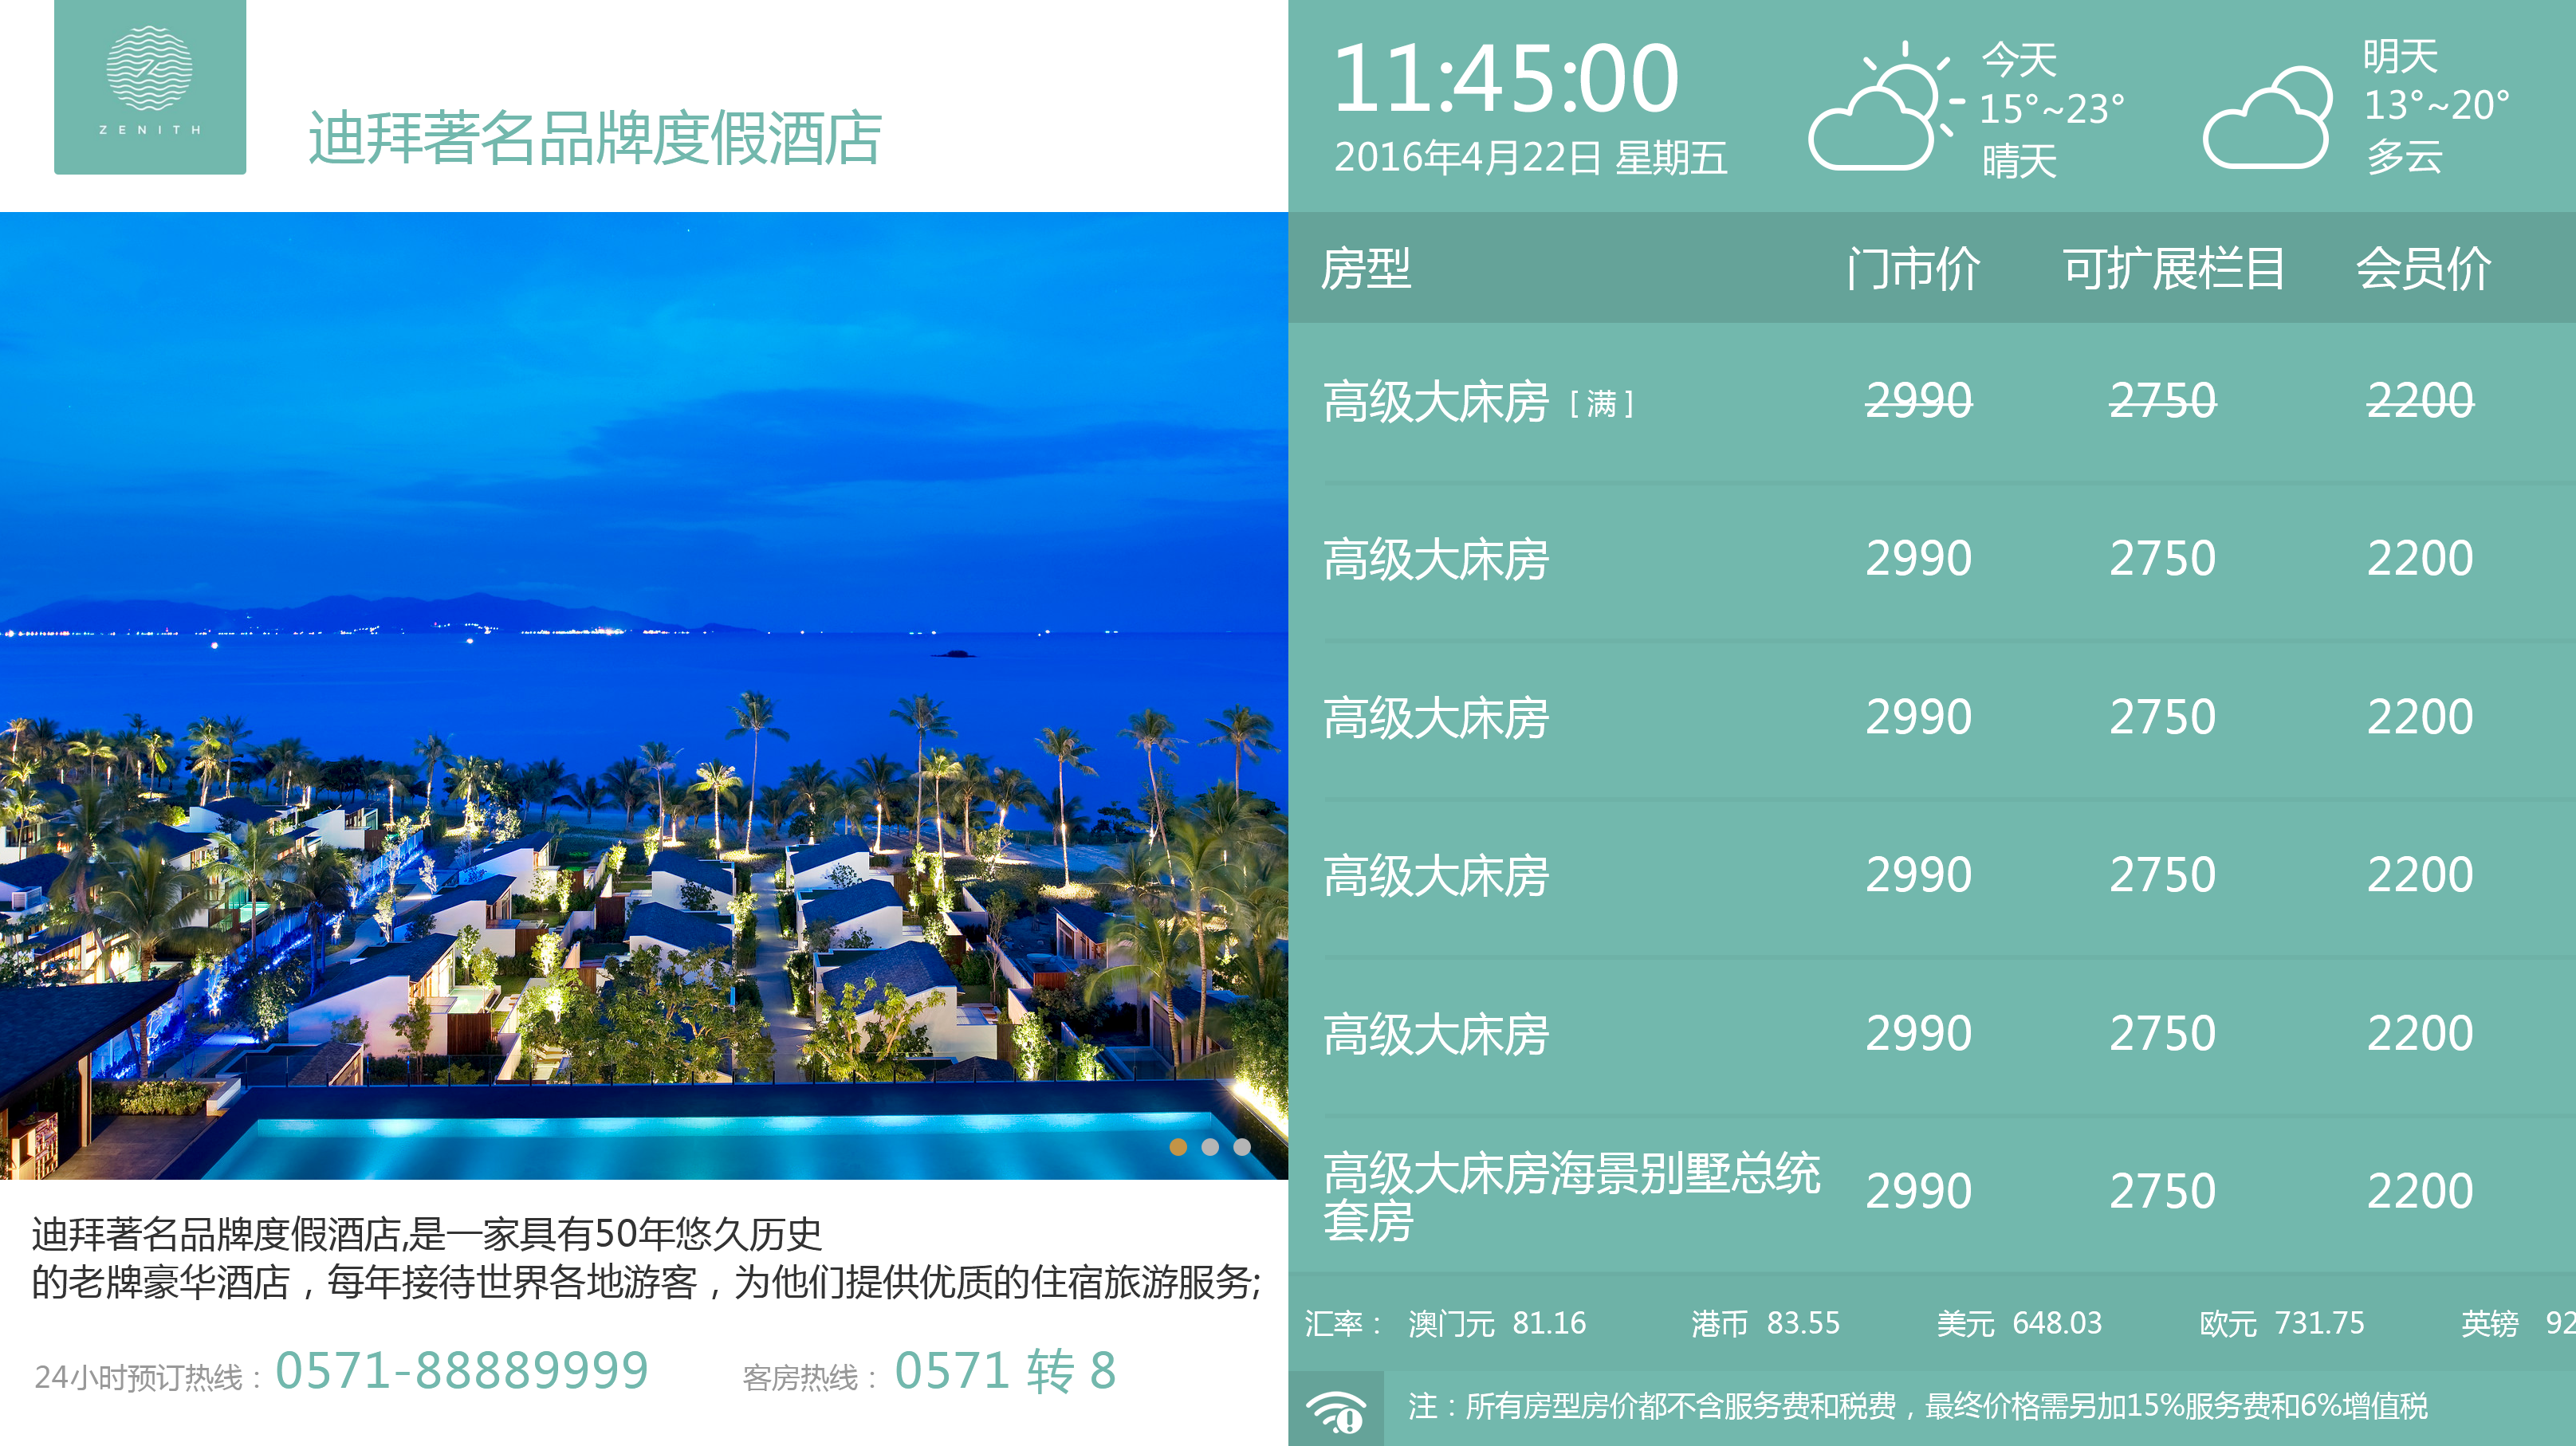 ZENITH
迪拜著名品牌度假酒店
11:45:00
2016年4月22日 星期五
今天
15°~23°
晴天
明天
13°~20°
多云
房型 门市价 可扩展栏目 会员价
高级大床房 [ 满 ] 2990 2750 2200
高级大床房 2990 2750 2200
高级大床房 2990 2750 2200
高级大床房 2990 2750 2200
高级大床房 2990 2750 2200
高级大床房海景别墅总统
套房 2990 2750 2200
迪拜著名品牌度假酒店,是一家具有50年悠久历史
的老牌豪华酒店，每年接待世界各地游客，为他们提供优质的住宿旅游服务;
24小时预订热线：0571-88889999 客房热线： 0571 转 8
汇率： 澳门元 81.16 港币 83.55 美元 648.03 欧元 731.75 英镑 92
注：所有房型房价都不含服务费和税费，最终价格需另加15%服务费和6%增值税